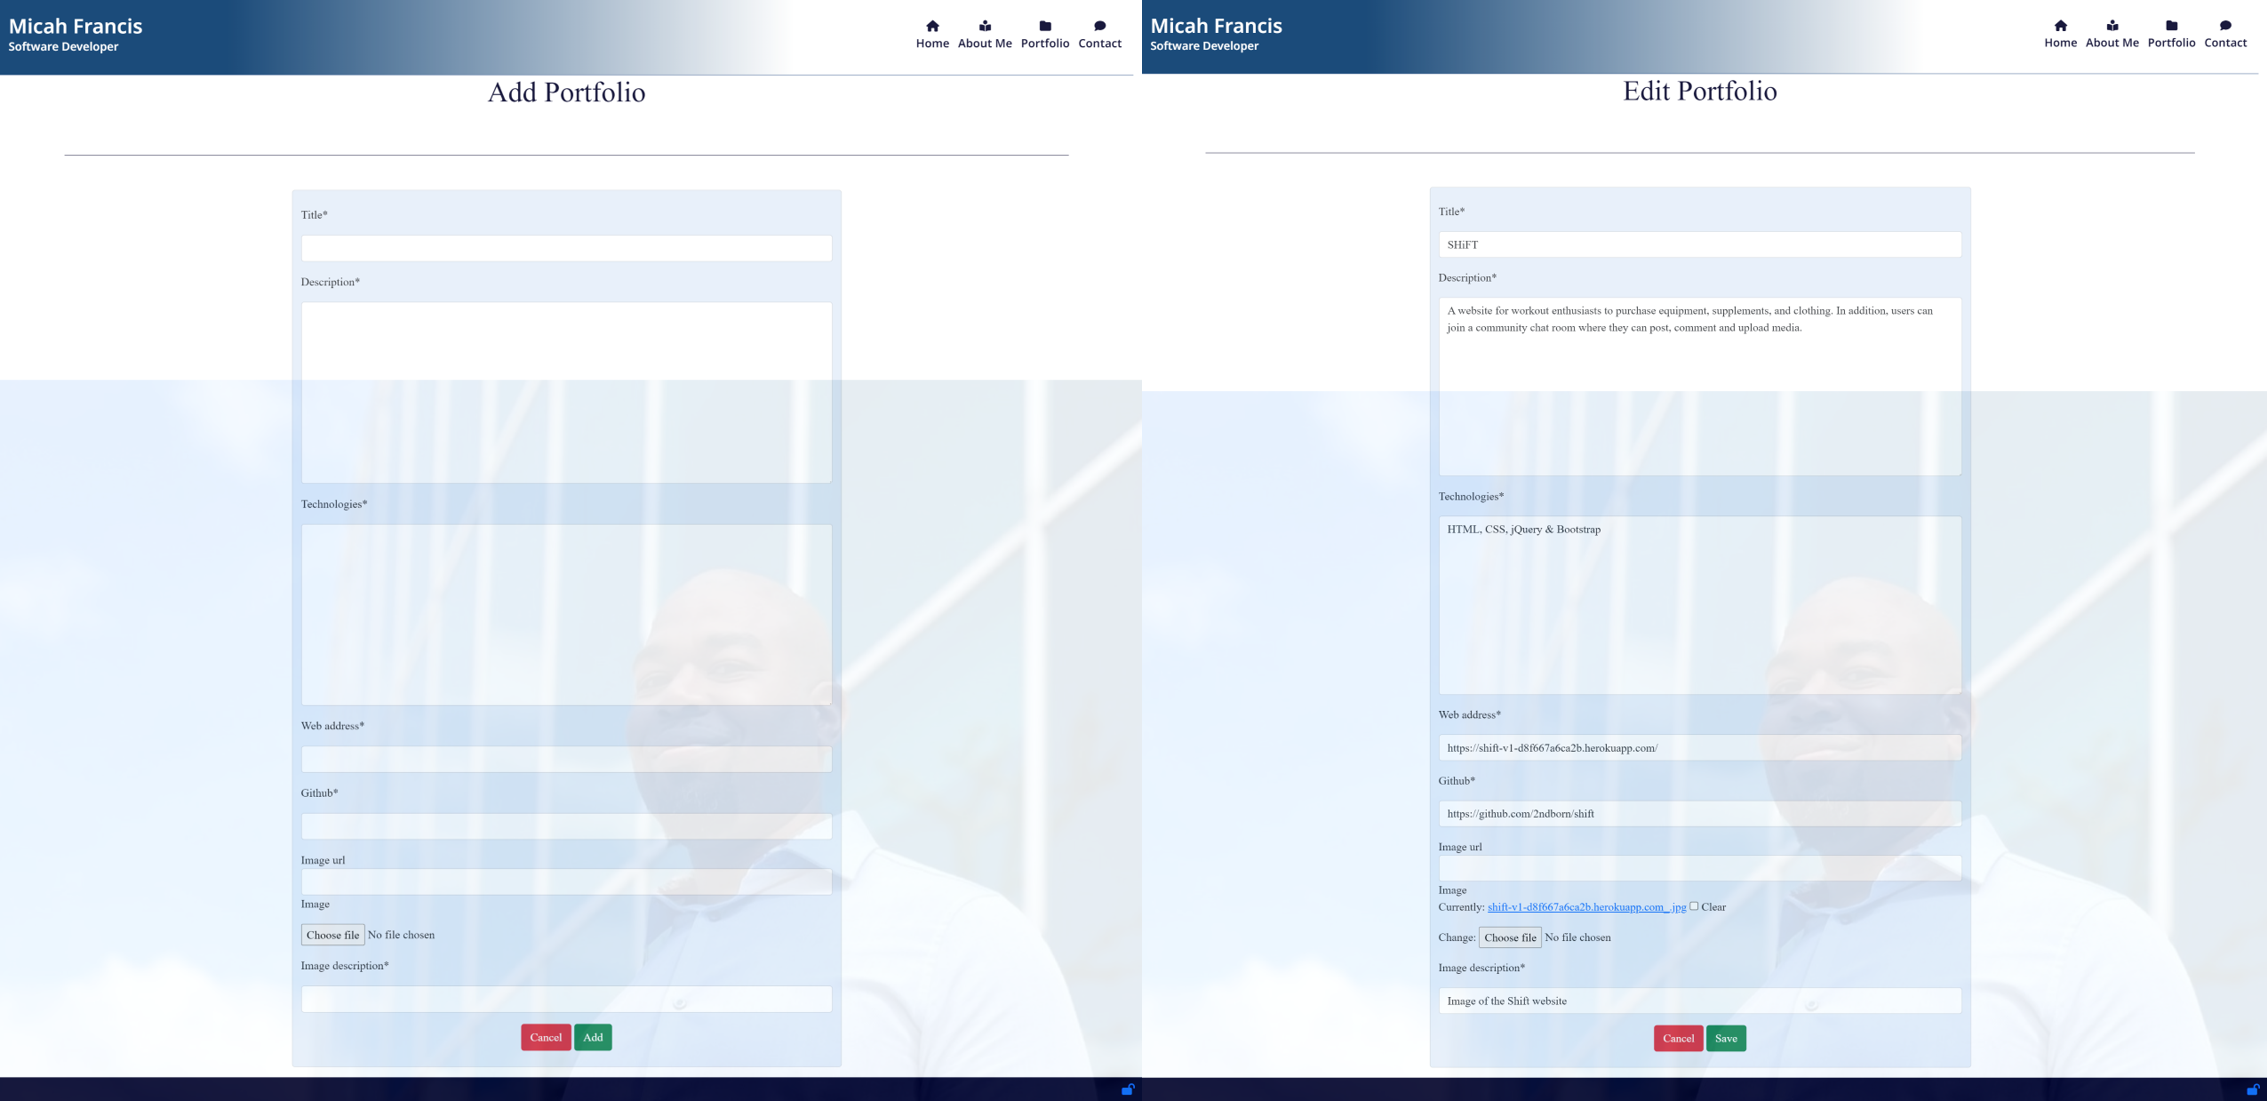 Micah Francis
Software Developer
Home
About Me
Portfolio
Contact
Add Portfolio
Title*
Description*
Technologies*
Web address*
Github*
Image url
Image
Choose file No file chosen
Image description*
Cancel
Add
Micah Francis
Software Developer
Home
About Me
Portfolio
Contact
Edit Portfolio
Title*
SHiFT
Description*
A website for workout enthusiasts to purchase equipment, supplements, and clothing. In addition, users can
join a community chat room where they can post, comment and upload media.
Technologies*
HTML, CSS, jQuery & Bootstrap
Web address*
https://shift-v1-d8f667a6ca2b.herokuapp.com/
Github*
https://github.com/2ndborn/shift
Image url
Image
Currently: shift-v1-d8f667a6ca2b.herokuapp.com_.jpg Clear
Change: Choose file No file chosen
Image description*
Image of the Shift website
Cancel
Save